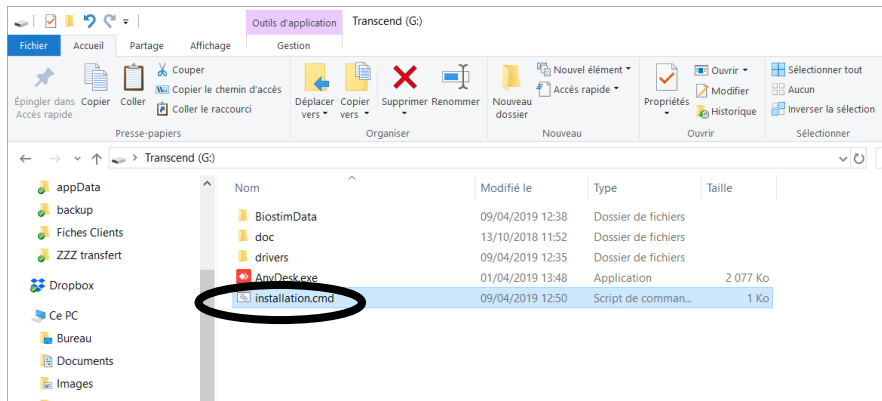 Outils d'application Transcend (G:)
Fichier Accueil Partage Affichage Gestion
Épingler dans Accès rapide
Copier
Coller
Couper
Copier le chemin d'accès
Coller le raccourci
Presse-papiers
Déplacer vers
Copier vers
Supprimer
Renommer
Organiser
Nouveau dossier
Nouvel élément
Accès rapide
Nouveau
Propriétés
Ouvrir
Modifier
Historique
Ouvrir
Sélectionner tout
Aucun
Inverser la sélection
Sélectionner
Transcend (G:)
appData
backup
Fiches Clients
ZZZ transfert
Dropbox
Ce PC
Bureau
Documents
Images
Nom Modifié le Type Taille
BiostimData 09/04/2019 12:38 Dossier de fichiers
doc 13/10/2018 11:52 Dossier de fichiers
drivers 09/04/2019 12:35 Dossier de fichiers
AnyDesk.exe 01/04/2019 13:48 Application 2 077 Ko
installation.cmd 09/04/2019 12:50 Script de comman... 1 Ko